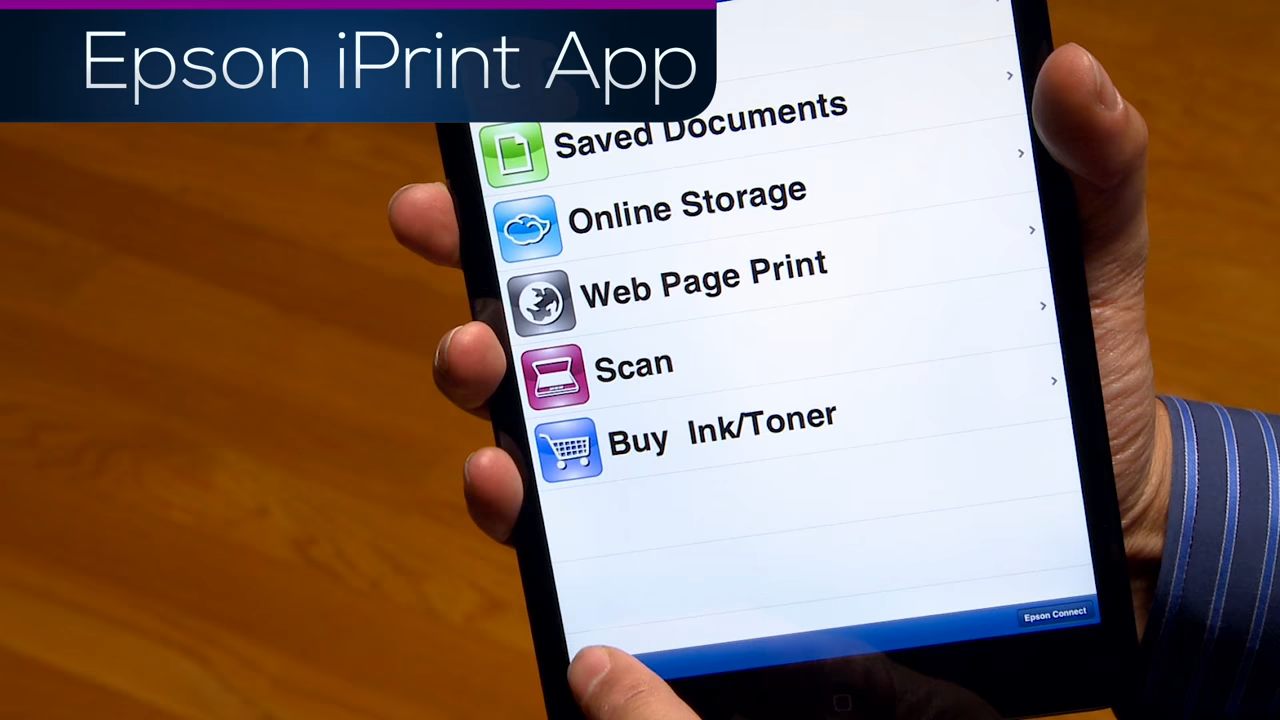 Epson iPrint App
Saved Documents
Online Storage
Web Page Print
Scan
Buy  Ink/Toner
Epson Connect